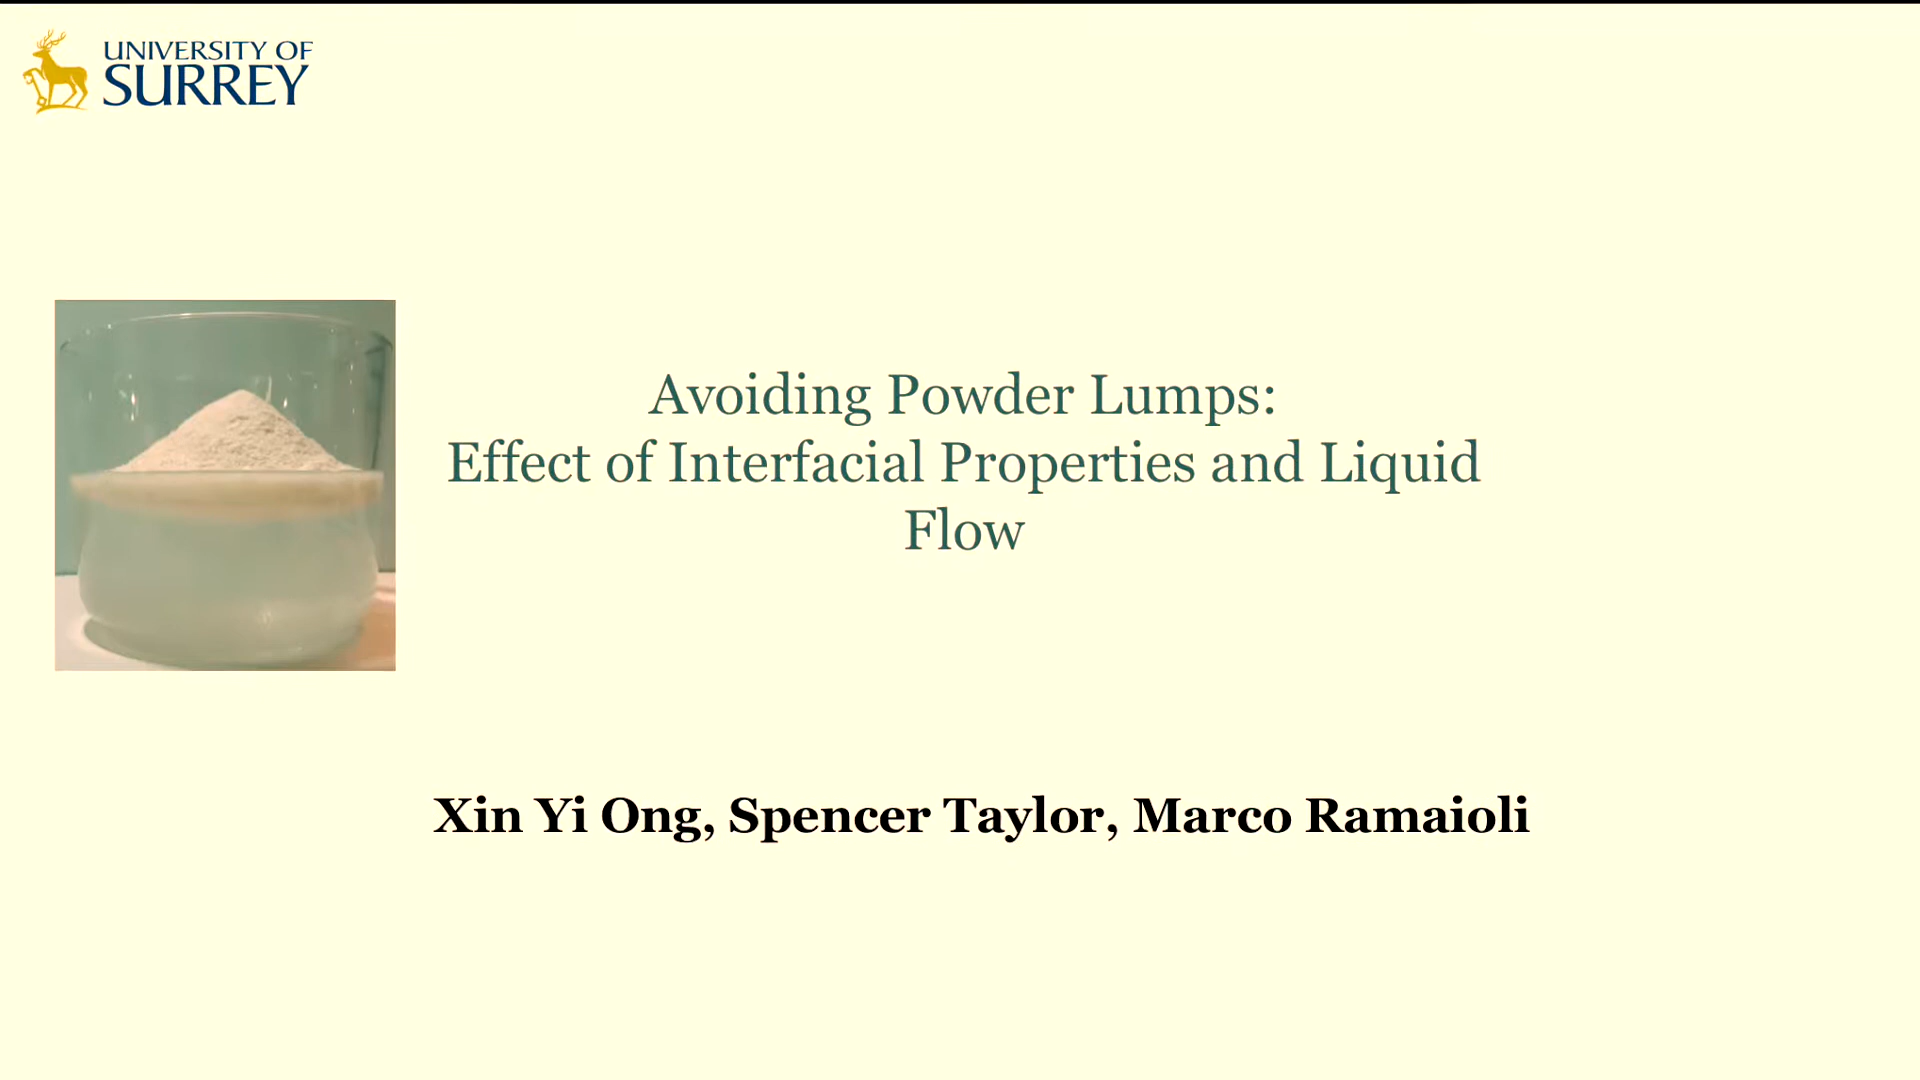 UNIVERSITY OF
SURREY
Avoiding Powder Lumps:
Effect of Interfacial Properties and Liquid
Flow
Xin Yi Ong, Spencer Taylor, Marco Ramaioli